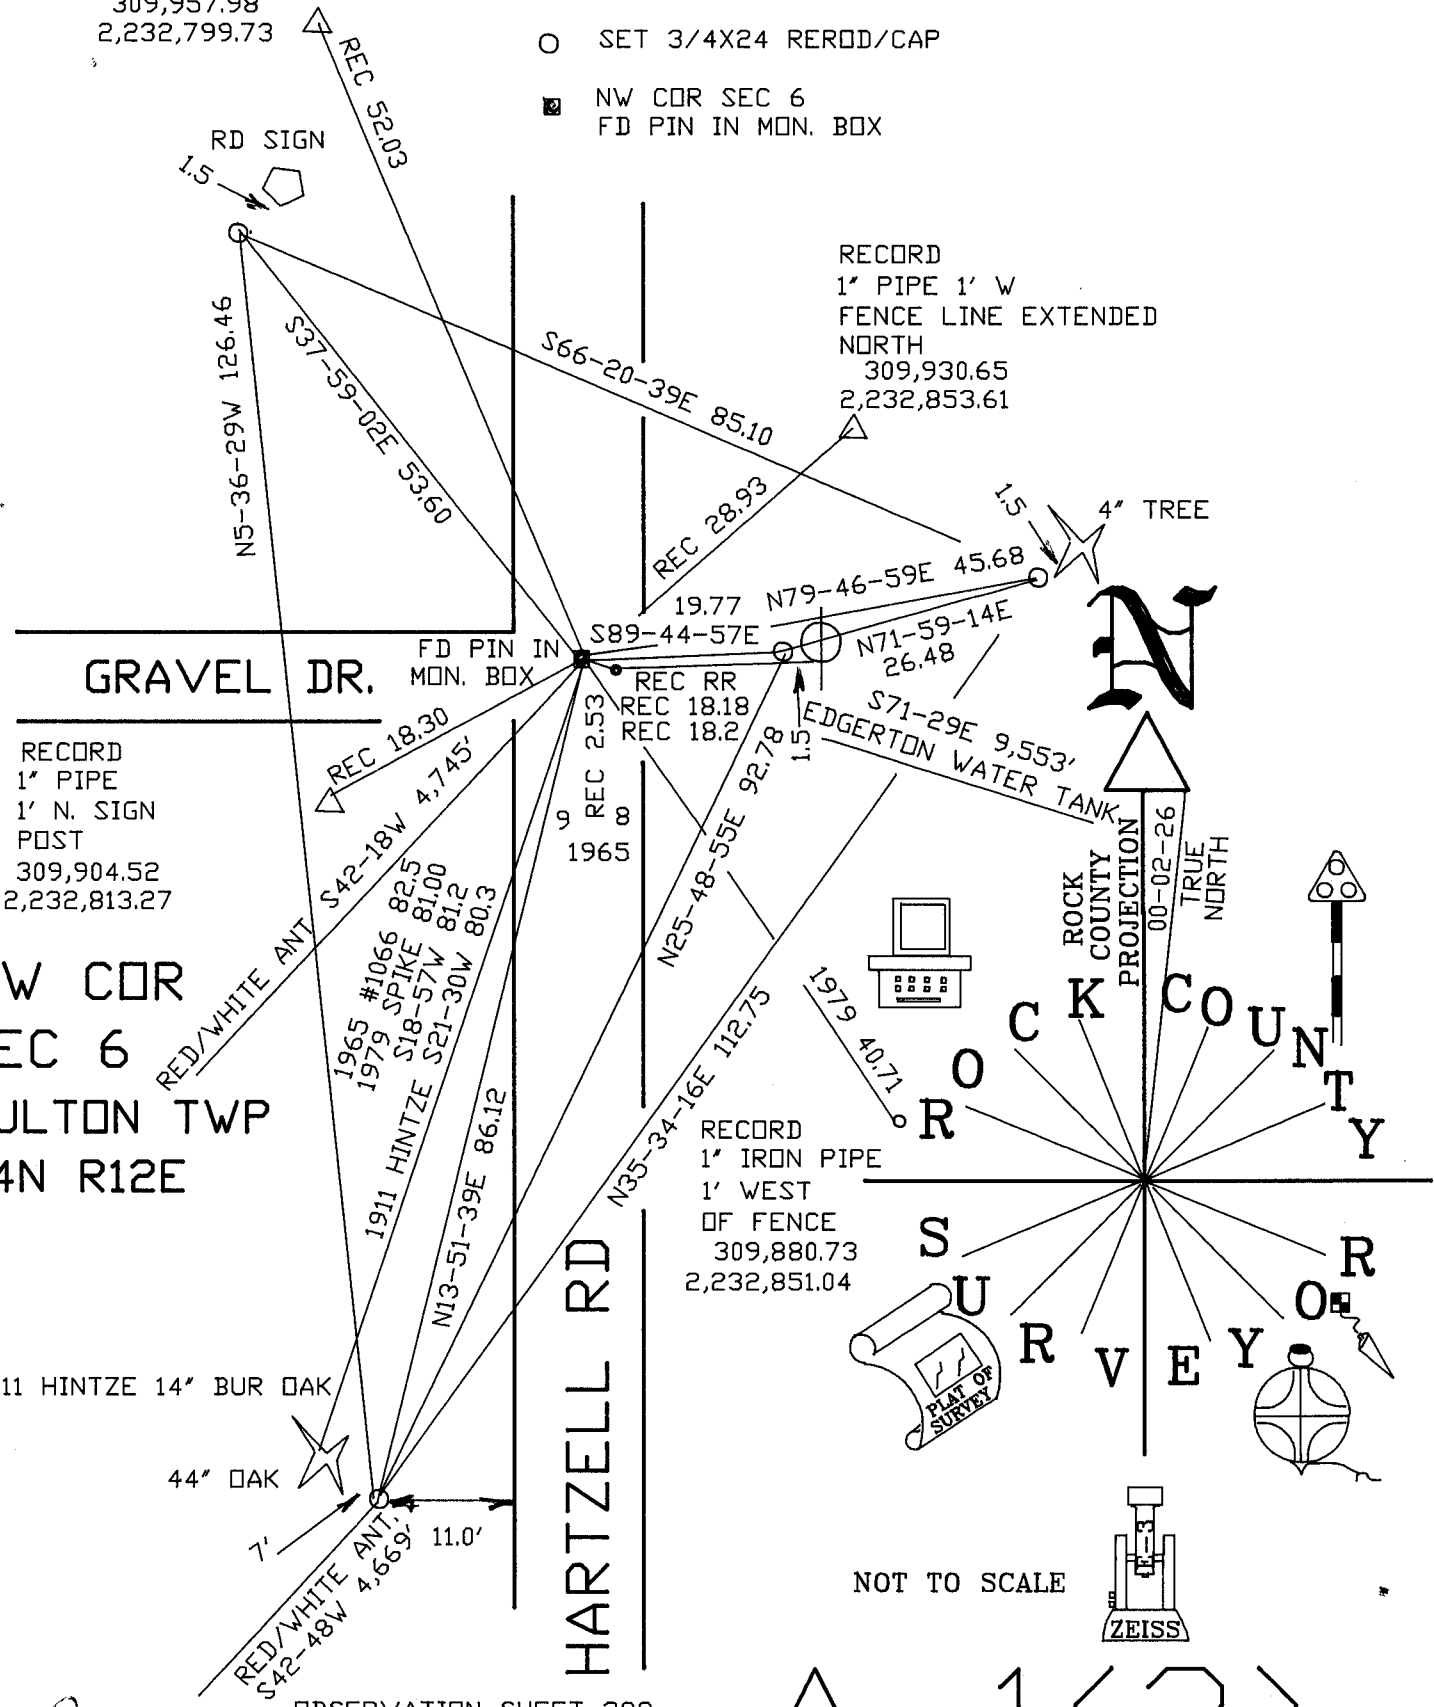 309,957.98
2,232,799.73
REC 52.03
SET 3/4X24 REROD/CAP
NW COR SEC 6
FD PIN IN MON. BOX
RD SIGN
1.5
RECORD
1" PIPE 1' W
FENCE LINE EXTENDED
NORTH
309,930.65
2,232,853.61
N5-36-29W 126.46
S37-59-02E 53.60
S66-20-39E 85.10
REC 28.93
1.5
4" TREE
N79-46-59E 45.68
19.77
S89-44-57E
N71-59-14E
26.48
FD PIN IN
MON. BOX
GRAVEL DR.
REC RR
REC 18.18
REC 18.2
REC 2.53
1.5
S71-29E 9,553'
EDGERTON WATER TANK
REC 18.30
RECORD
1" PIPE
1' N. SIGN
POST
309,904.52
2,232,813.27
RED/WHITE ANT. S42-18W 4,745'
9 8
1965
1965 #1066 82.5
1979 SPIKE 81.00
S18-57W 81.2
S21-30W 80.3
1911 HINTZE
N13-51-39E 86.12
N25-48-55E 92.78
N35-34-16E 112.75
W COR
EC 6
ULTON TWP
4N R12E
1979 40.71
RECORD
1" IRON PIPE
1' WEST
OF FENCE
309,880.73
2,232,851.04
N
ROCK
COUNTY
PROJECTION
00-02-26
TRUE
NORTH
ROCK COUNTY
SURVEYOR
PLAT OF
SURVEY
11 HINTZE 14" BUR OAK
44" OAK
7'
11.0'
RED/WHITE ANT.
S42-48W 4,669'
HARTZELL RD
NOT TO SCALE
ZEISS
OBSERVATION SHEET